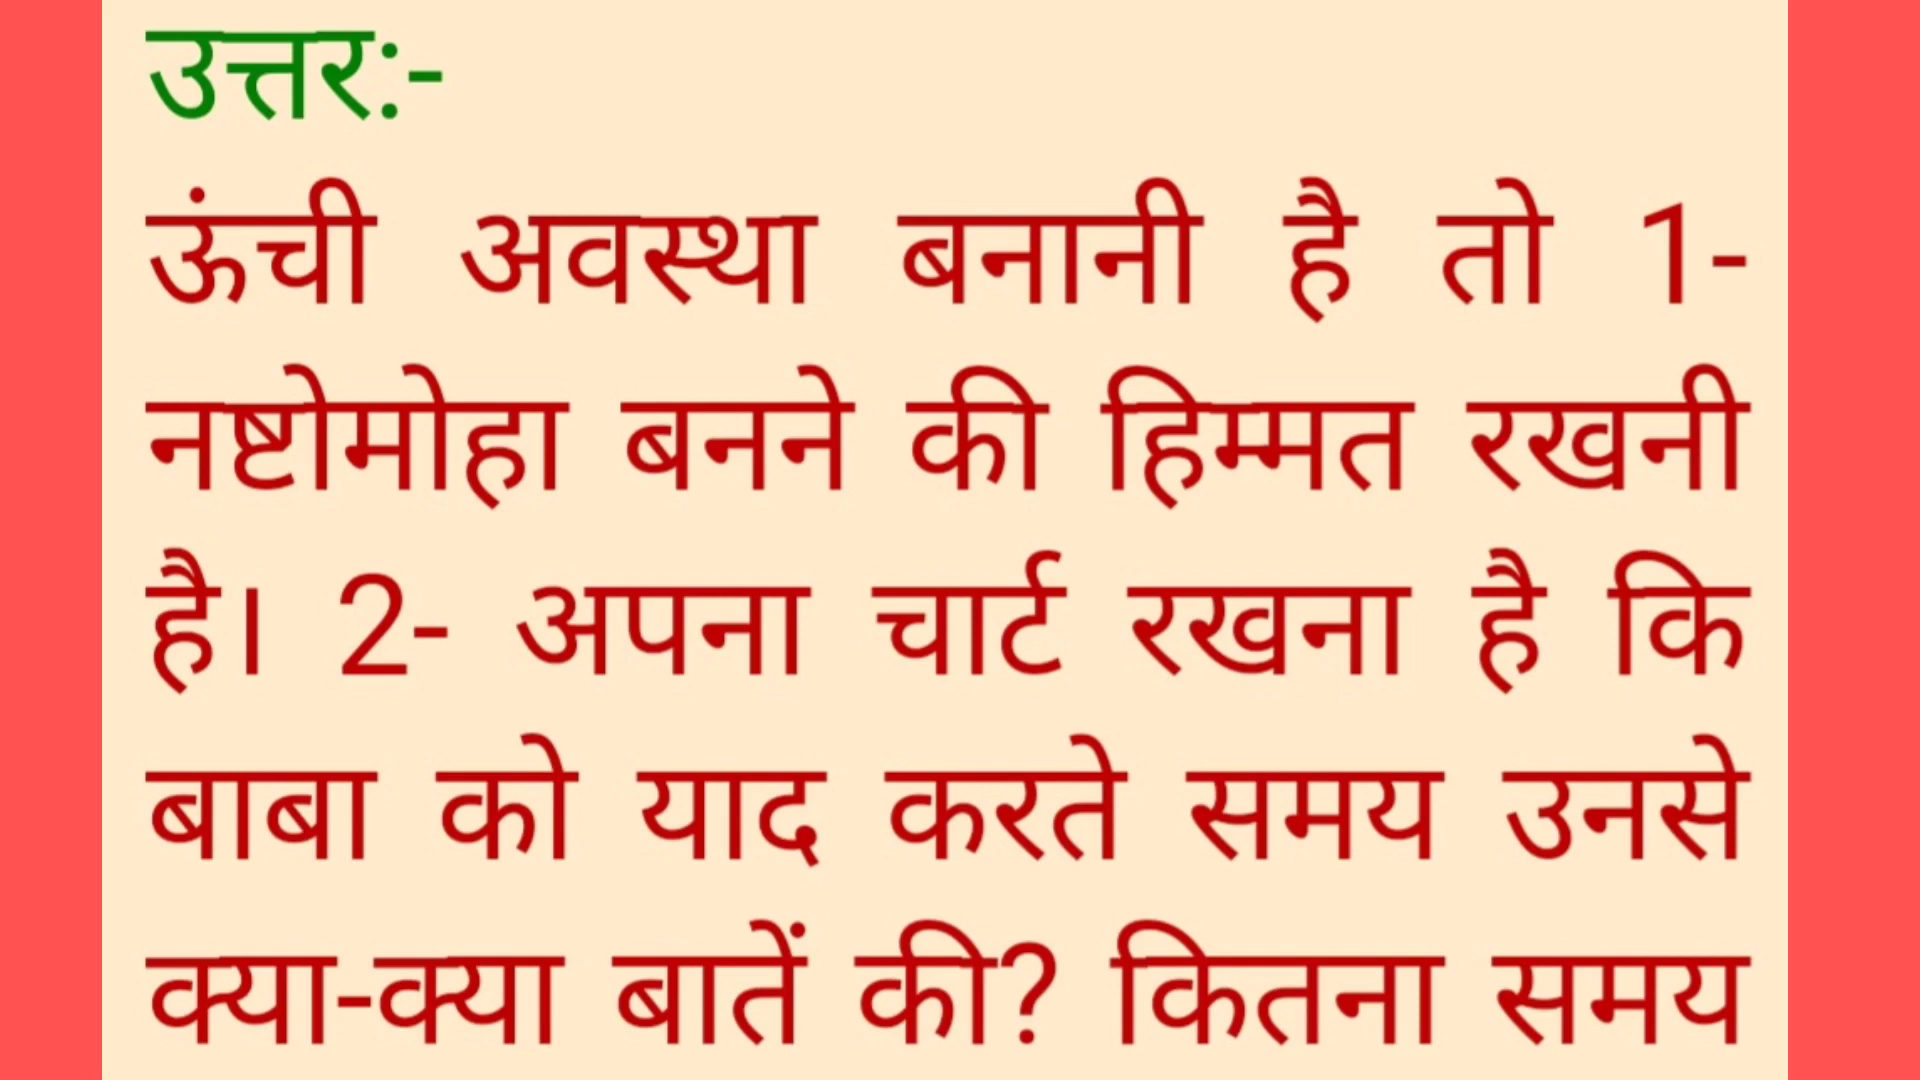 उत्तर:-
ऊंची अवस्था बनानी है तो 1-
नष्टोमोहा बनने की हिम्मत रखनी
है। 2- अपना चार्ट रखना है कि
बाबा को याद करते समय उनसे
क्या-क्या बातें की? कितना समय